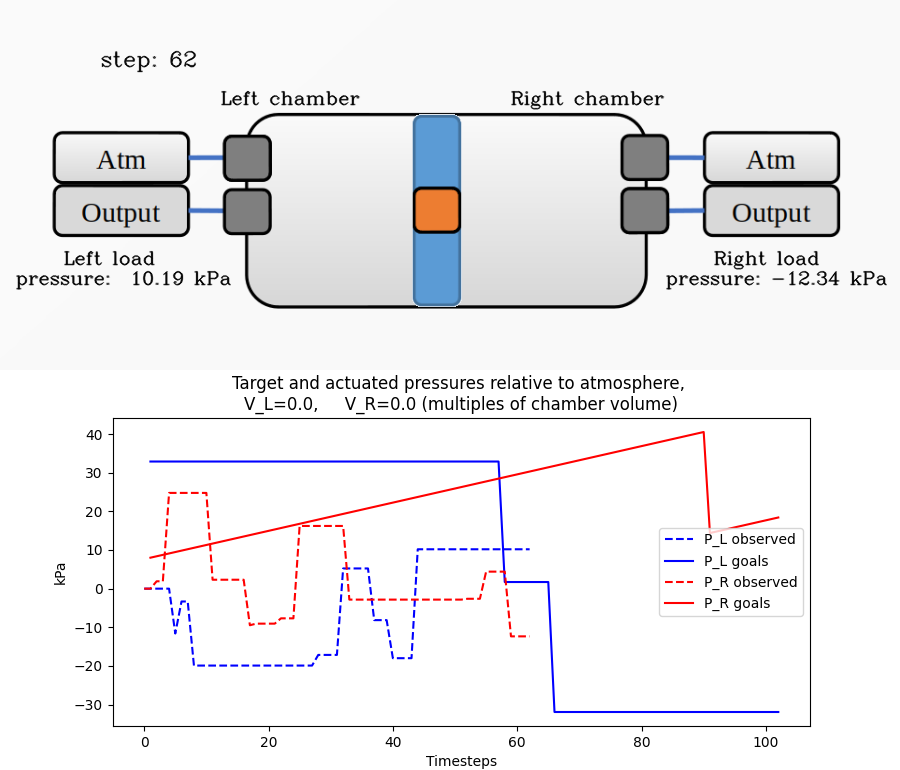 step: 62
Left chamber
Right chamber
Atm
Output
Left load
pressure: 10.19 kPa
Atm
Output
Right load
pressure: −12.34 kPa
Target and actuated pressures relative to atmosphere,
V_L=0.0, V_R=0.0 (multiples of chamber volume)
kPa
40
30
20
10
0
−10
−20
−30
P_L observed
P_L goals
P_R observed
P_R goals
0 20 40 60 80 100
Timesteps